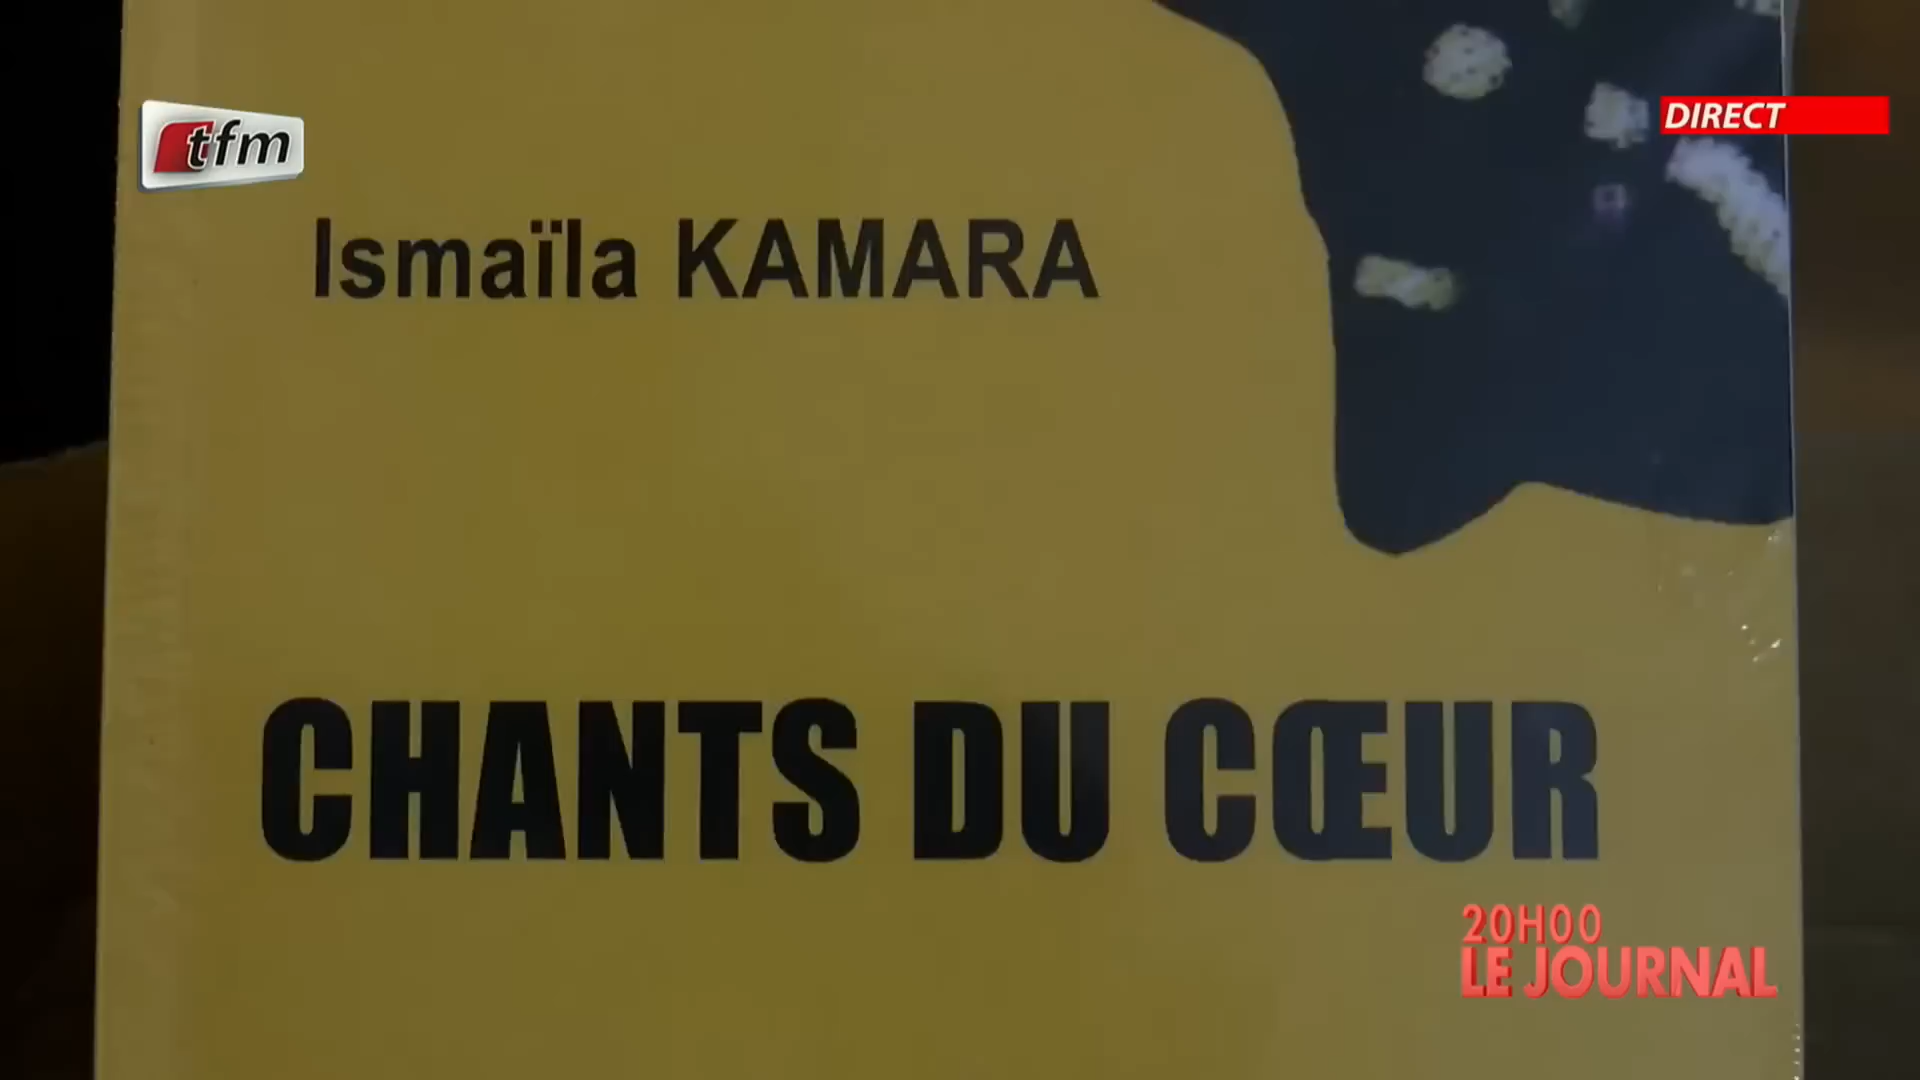 tfm
DIRECT
Ismaïla KAMARA
CHANTS DU CŒUR
20H00
LE JOURNAL